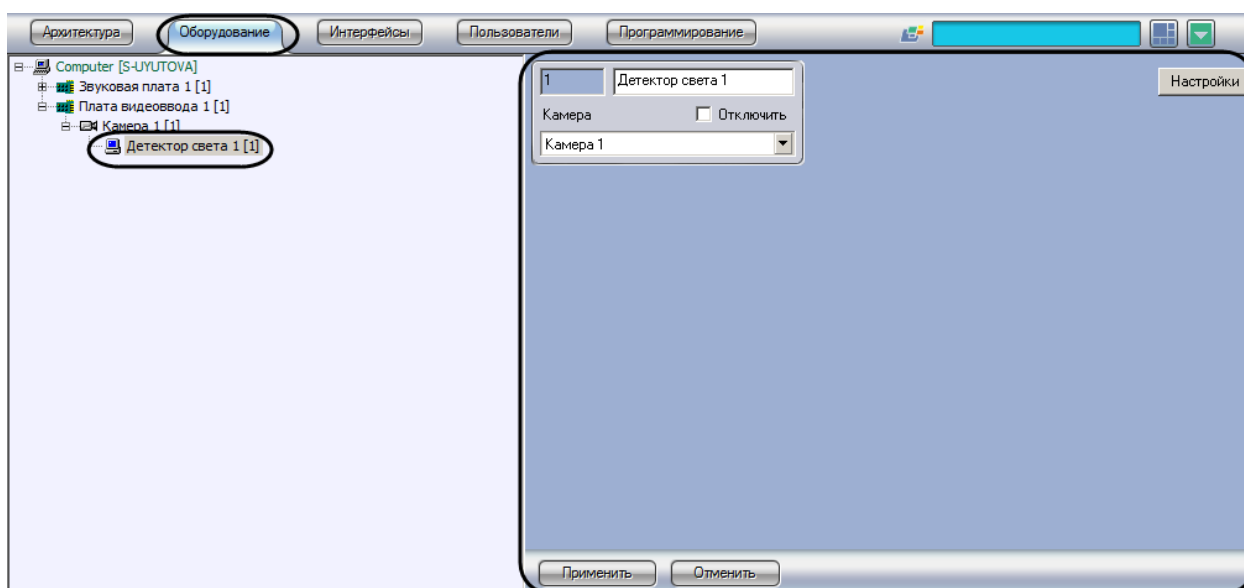 Архитектура Оборудование Интерфейсы Пользователи Программирование
Computer [S-UYUTOVA]
Звуковая плата 1 [1]
Плата видеоввода 1 [1]
Камера 1 [1]
Детектор света 1 [1]
1 Детектор света 1
Настройки
Камера Отключить
Камера 1
Применить Отменить